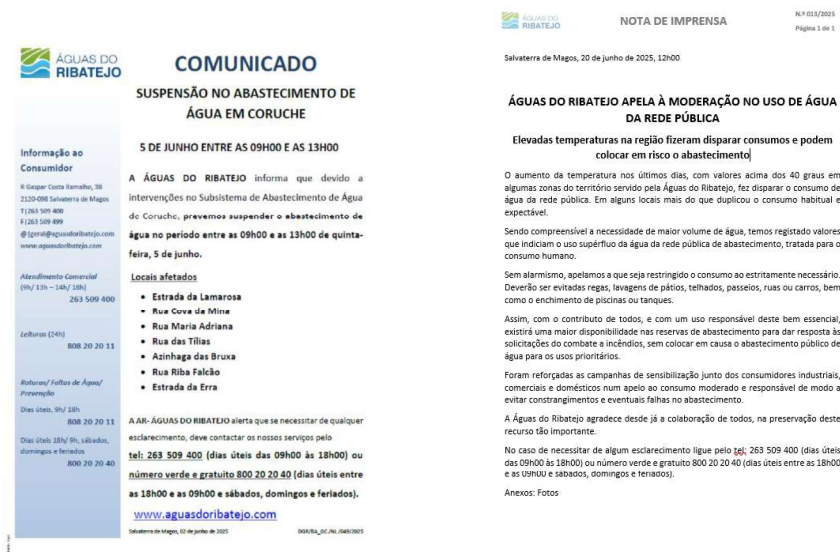 ÁGUAS DO
RIBATEJO
COMUNICADO
SUSPENSÃO NO ABASTECIMENTO DE
ÁGUA EM CORUCHE
5 DE JUNHO ENTRE AS 09H00 E AS 13H00
Informação ao
Consumidor
R Gaspar Costa Ramalho, 38
2120-098 Salvaterra de Magos
T|263 509 400
F|263 509 499
@|geral@aguasdoribatejo.com
www.aguasdoribatejo.com
Atendimento Comercial
(9h/ 13h – 14h/ 18h)
263 509 400
Leituras (24h)
808 20 20 11
Roturas/ Faltas de Água/
Prevenção
Dias úteis, 9h/ 18h
808 20 20 11
Dias úteis 18h/ 9h, sábados,
domingos e feriados
800 20 20 40
A ÁGUAS DO RIBATEJO informa que devido a
intervenções no Subsistema de Abastecimento de Água
de Coruche, prevemos suspender o abastecimento de
água no período entre as 09h00 e as 13h00 de quinta-
feira, 5 de junho.
Locais afetados
• Estrada da Lamarosa
• Rua Cova da Mina
• Rua Maria Adriana
• Rua das Tílias
• Azinhaga das Bruxa
• Rua Riba Falcão
• Estrada da Erra
A AR- ÁGUAS DO RIBATEJO alerta que se necessitar de qualquer
esclarecimento, deve contactar os nossos serviços pelo
tel: 263 509 400 (dias úteis das 09h00 às 18h00) ou
número verde e gratuito 800 20 20 40 (dias úteis entre
as 18h00 e as 09h00 e sábados, domingos e feriados).
www.aguasdoribatejo.com
Salvaterra de Magos, 02 de junho de 2025
ÁGUAS DO
RIBATEJO
NOTA DE IMPRENSA
N.º 013/2025
Página 1 de 1
Salvaterra de Magos, 20 de junho de 2025, 12h00
ÁGUAS DO RIBATEJO APELA À MODERAÇÃO NO USO DE ÁGUA
DA REDE PÚBLICA
Elevadas temperaturas na região fizeram disparar consumos e podem
colocar em risco o abastecimento
O aumento da temperatura nos últimos dias, com valores acima dos 40 graus em
algumas zonas do território servido pela Águas do Ribatejo, fez disparar o consumo de
água da rede pública. Em alguns locais mais do que duplicou o consumo habitual e
expectável.
Sendo compreensível a necessidade de maior volume de água, temos registado valores
que indiciam o uso supérfluo da água da rede pública de abastecimento, tratada para o
consumo humano.
Sem alarmismo, apelamos a que seja restringido o consumo ao estritamente necessário.
Deverão ser evitadas regas, lavagens de pátios, telhados, passeios, ruas ou carros, bem
como o enchimento de piscinas ou tanques.
Assim, com o contributo de todos, e com um uso responsável deste bem essencial,
existirá uma maior disponibilidade nas reservas de abastecimento para dar resposta às
solicitações do combate a incêndios, sem colocar em causa o abastecimento público de
água para os usos prioritários.
Foram reforçadas as campanhas de sensibilização junto dos consumidores industriais,
comerciais e domésticos num apelo ao consumo moderado e responsável de modo a
evitar constrangimentos e eventuais falhas no abastecimento.
A Águas do Ribatejo agradece desde já a colaboração de todos, na preservação deste
recurso tão importante.
No caso de necessitar de algum esclarecimento ligue pelo tel: 263 509 400 (dias úteis
das 09h00 às 18h00) ou número verde e gratuito 800 20 20 40 (dias úteis entre as 18h00
e as 09h00 e sábados, domingos e feriados).
Anexos: Fotos